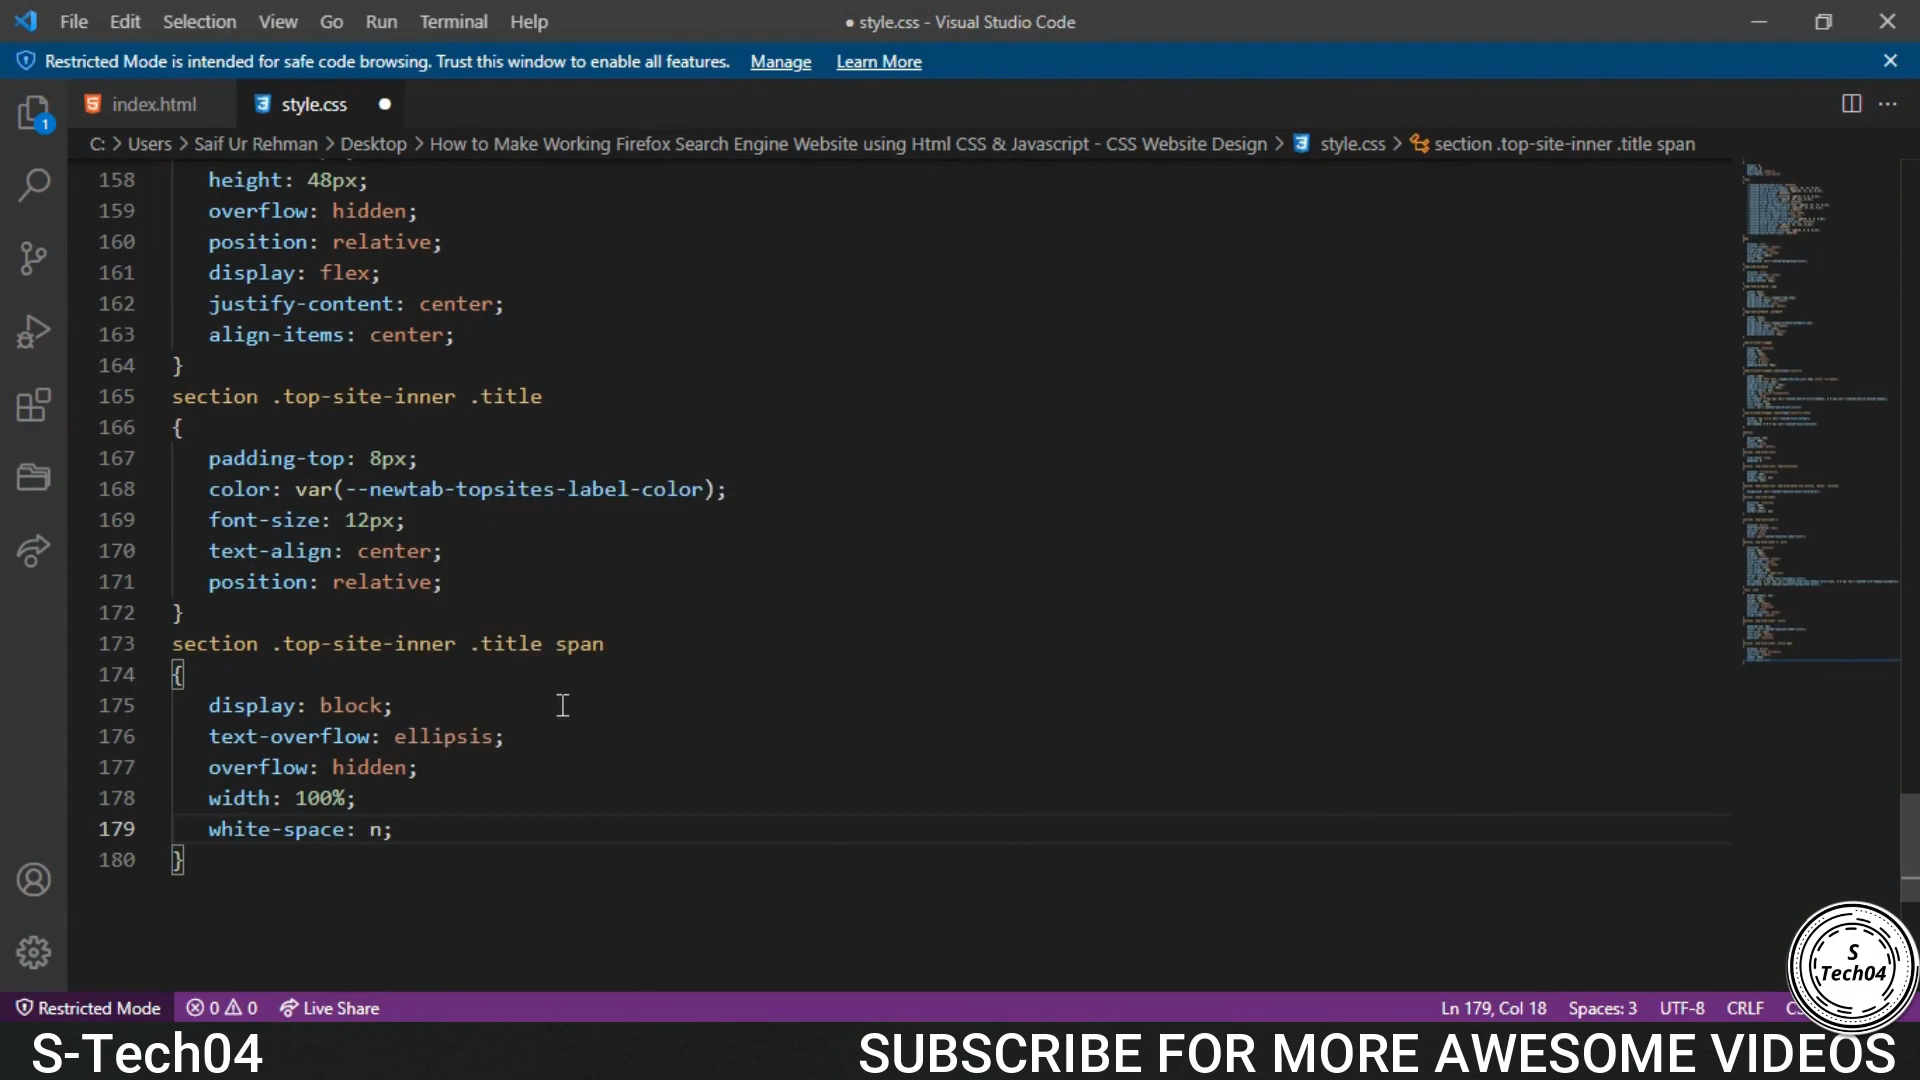 File Edit Selection View Go Run Terminal Help
● style.css - Visual Studio Code
Restricted Mode is intended for safe code browsing. Trust this window to enable all features. Manage Learn More
index.html style.css
C: > Users > Saif Ur Rehman > Desktop > How to Make Working Firefox Search Engine Website using Html CSS & Javascript - CSS Website Design > style.css > section .top-site-inner .title span
158 height: 48px;
159 overflow: hidden;
160 position: relative;
161 display: flex;
162 justify-content: center;
163 align-items: center;
164 }
165 section .top-site-inner .title
166 {
167 padding-top: 8px;
168 color: var(--newtab-topsites-label-color);
169 font-size: 12px;
170 text-align: center;
171 position: relative;
172 }
173 section .top-site-inner .title span
174 {
175 display: block;
176 text-overflow: ellipsis;
177 overflow: hidden;
178 width: 100%;
179 white-space: n;
180 }
1
S
Tech04
Restricted Mode 0 0 Live Share Ln 179, Col 18 Spaces: 3 UTF-8 CRLF
S-Tech04
SUBSCRIBE FOR MORE AWESOME VIDEOS